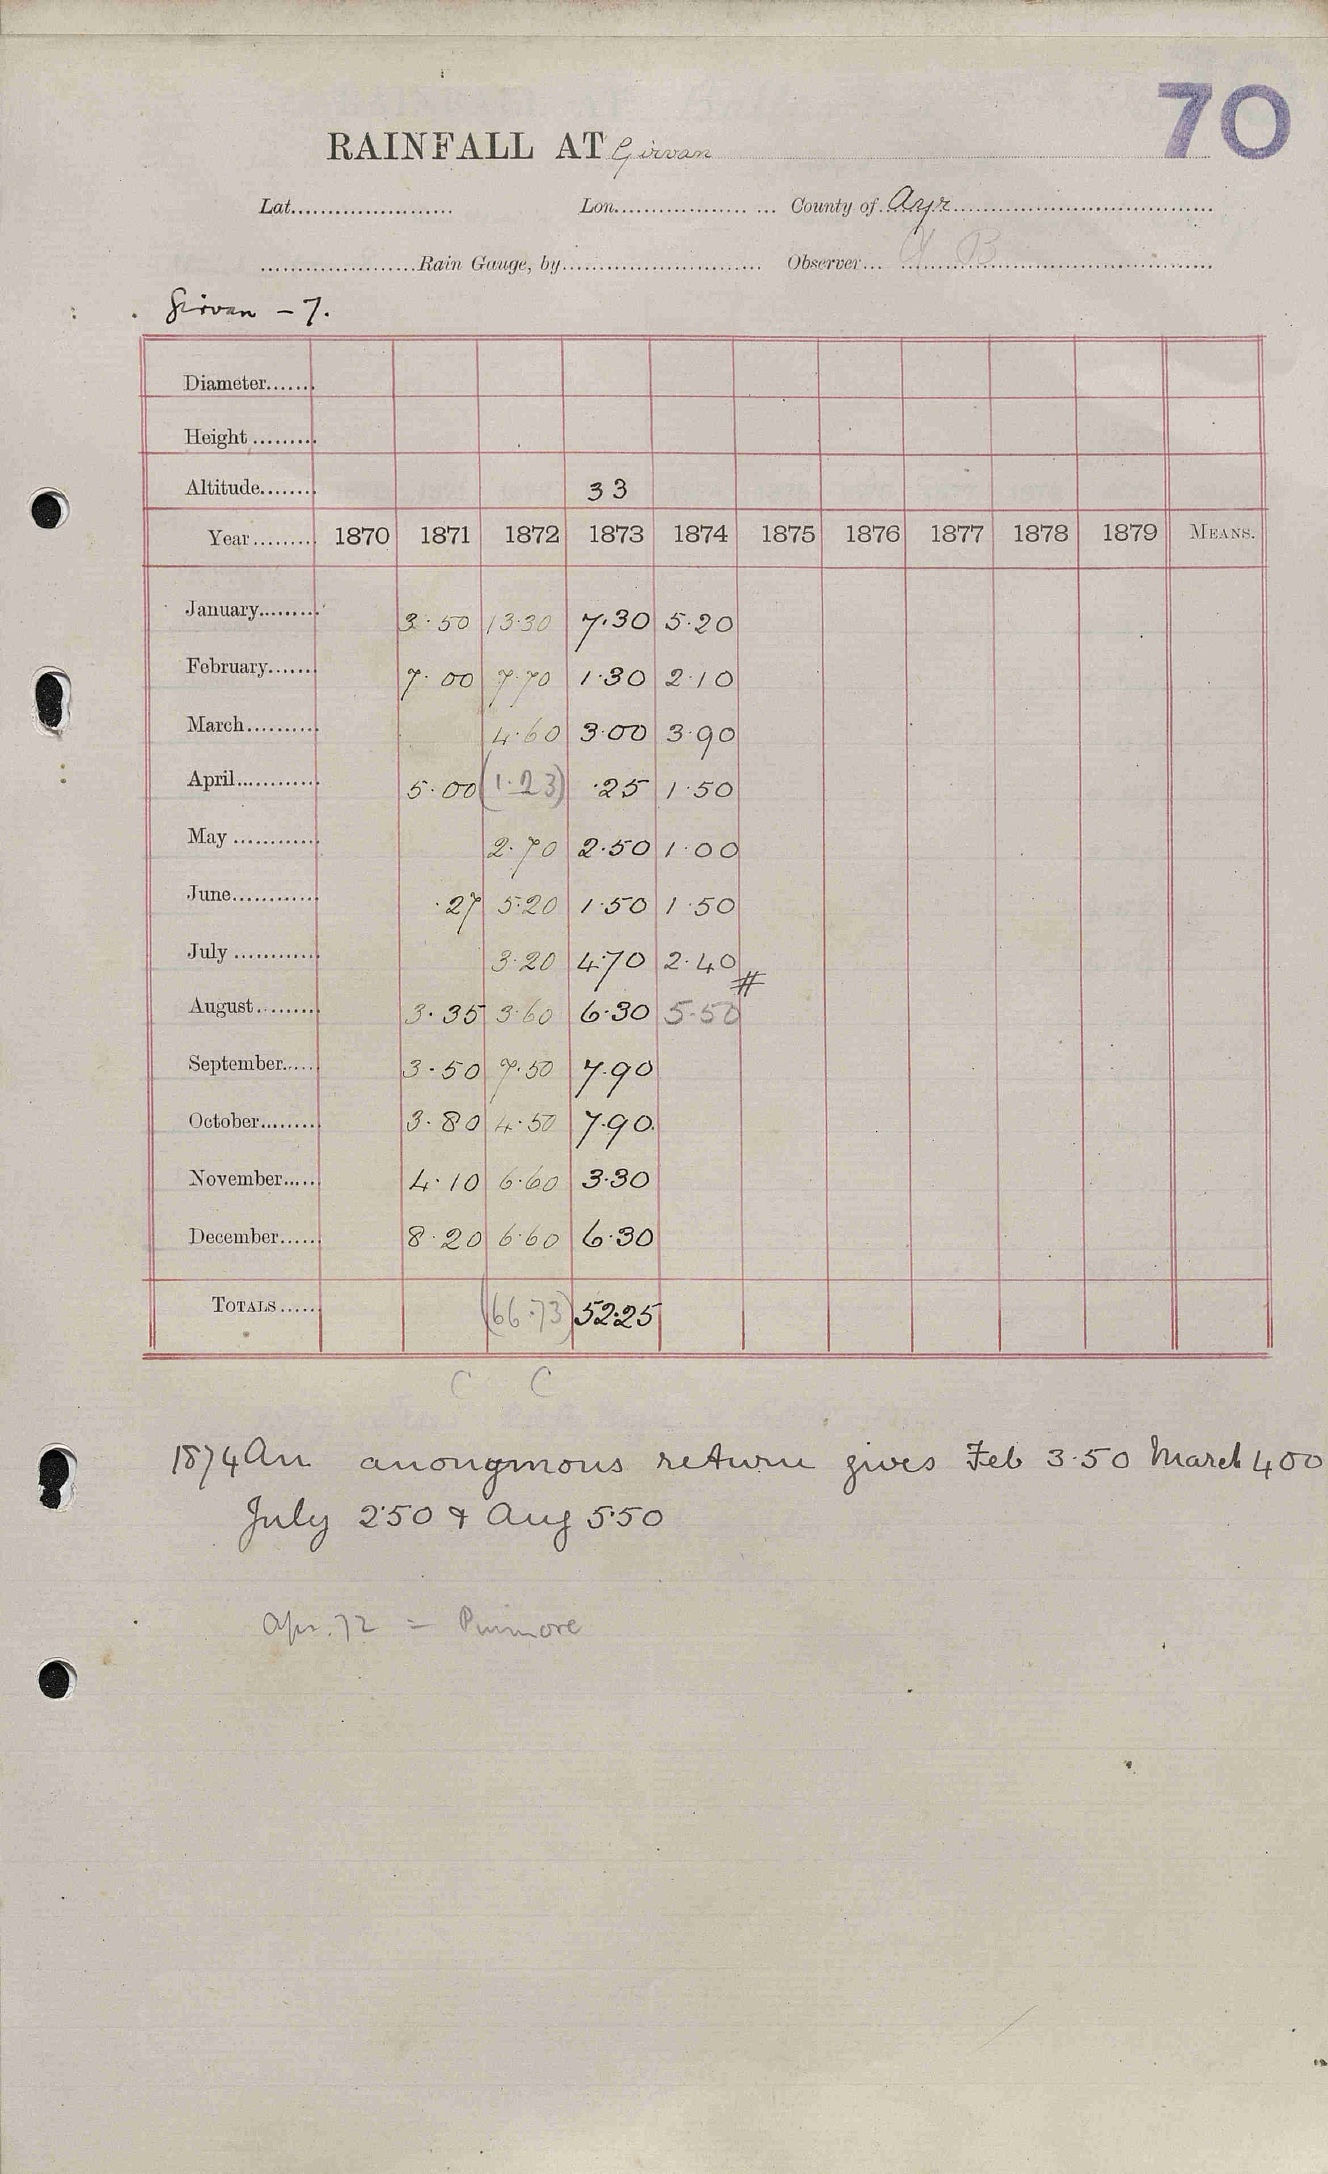 70
RAINFALL AT Girvan
Lat...................... Lon.................. ... County of Ayr
.....................Rain Gauge, by........................... Observer...
Girvan - 7.
Diameter.......
Height .........
Altitude........ 33
Year......... 1870 1871 1872 1873 1874 1875 1876 1877 1878 1879 MEANS.
January......... 3.50 13.30 7.30 5.20
February....... 7.00 7.70 1.30 2.10
March.......... 4.60 3.00 3.90
April............ 5.00 (1.23) .25 1.50
May ............ 2.70 2.50 1.00
June............ .27 5.20 1.50 1.50
July ............ 3.20 4.70 2.40
August......... 3.35 3.60 6.30 5.50 #
September..... 3.50 7.50 7.90
October......... 3.80 4.50 7.90
November..... 4.10 6.60 3.30
December..... 8.20 6.60 6.30
TOTALS...... (66.73) 52.25
C C
1874 An anonymous return gives Feb 3.50 March 4.00
July 2.50 & Aug 5.50
Apr. 72 = Pinmore